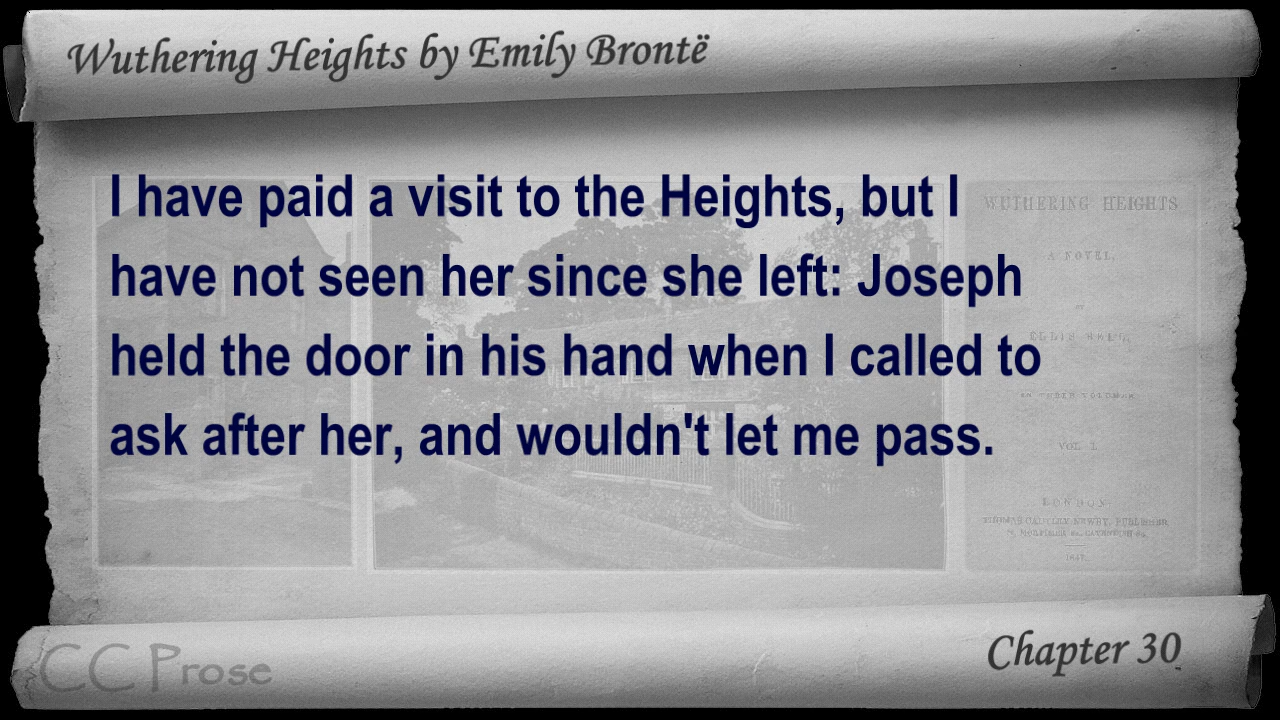 Wuthering Heights by Emily Brontë
I have paid a visit to the Heights, but I
have not seen her since she left: Joseph
held the door in his hand when I called to
ask after her, and wouldn't let me pass.
WUTHERING HEIGHTS
A NOVEL,
VOL. I.
LONDON:
1847.
CC Prose
Chapter 30